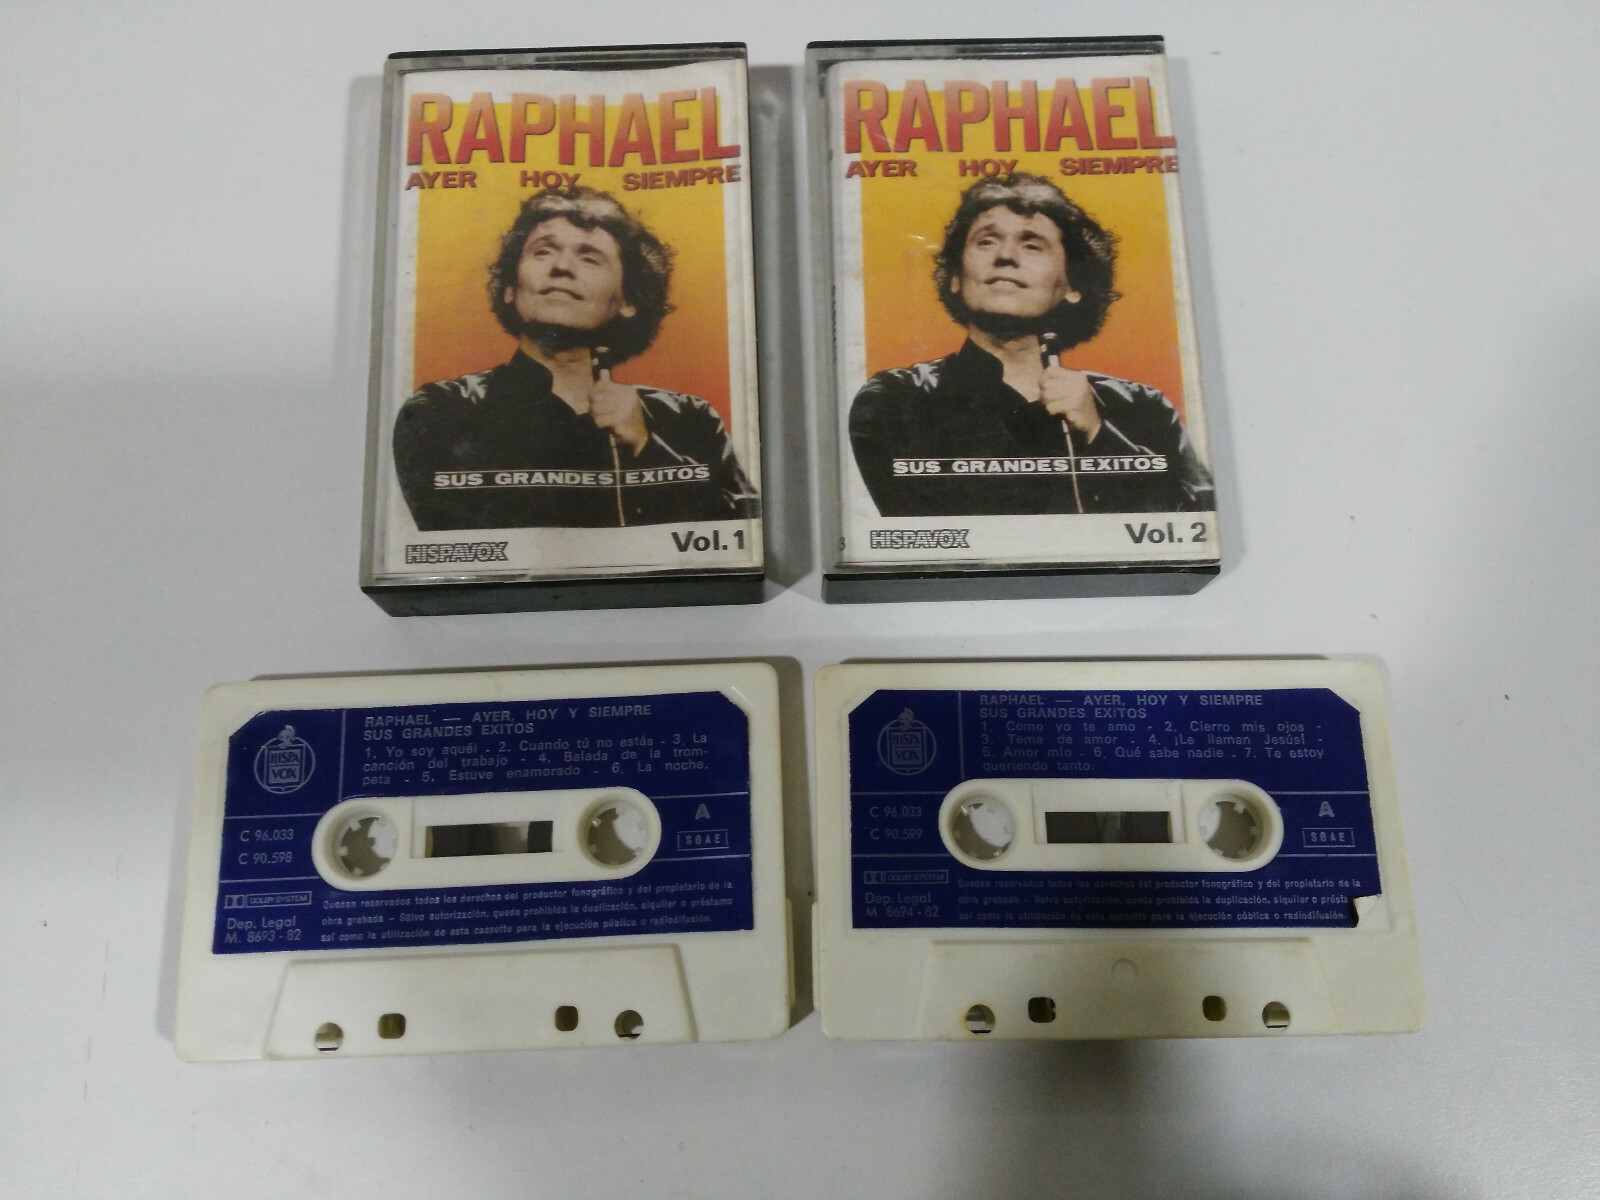 RAPHAEL
AYER HOY SIEMPRE
SUS GRANDES EXITOS
HISPAVOX
Vol. 1
RAPHAEL
AYER HOY SIEMPRE
SUS GRANDES EXITOS
HISPAVOX
Vol. 2
RAPHAEL — AYER, HOY Y SIEMPRE
SUS GRANDES EXITOS
1. Yo soy aquél - 2. Cuando tú no estás - 3. La
canción del trabajo - 4. Balada de la trom-
peta - 5. Estuve enamorado - 6. La noche.
HISPA
VOX
C 96.033
C 90.598
A
SGAE
DOLBY SYSTEM
Dep. Legal
M. 8693 - 82
Quedan reservados todos los derechos del productor fonográfico y del propietario de la
obra grabada - Salvo autorización, queda prohibida la duplicación, alquiler o préstamo
así como la utilización de esta cassette para la ejecución pública o radiodifusión.
RAPHAEL — AYER, HOY Y SIEMPRE
SUS GRANDES EXITOS
1. Como yo te amo - 2. Cierro mis ojos -
3. Tema de amor - 4. ¡Le llaman Jesús! -
5. Amor mío - 6. Qué sabe nadie - 7. Te estoy
queriendo tanto.
HISPA
VOX
C 96.033
C 90.599
A
SGAE
DOLBY SYSTEM
Dep. Legal
M 8694 - 82
Quedan reservados todos los derechos del productor fonográfico y del propietario de la
obra grabada - Salvo autorización, queda prohibida la duplicación, alquiler o présta
así como la utilización de esta cassette para la ejecución pública o radiodifusión.